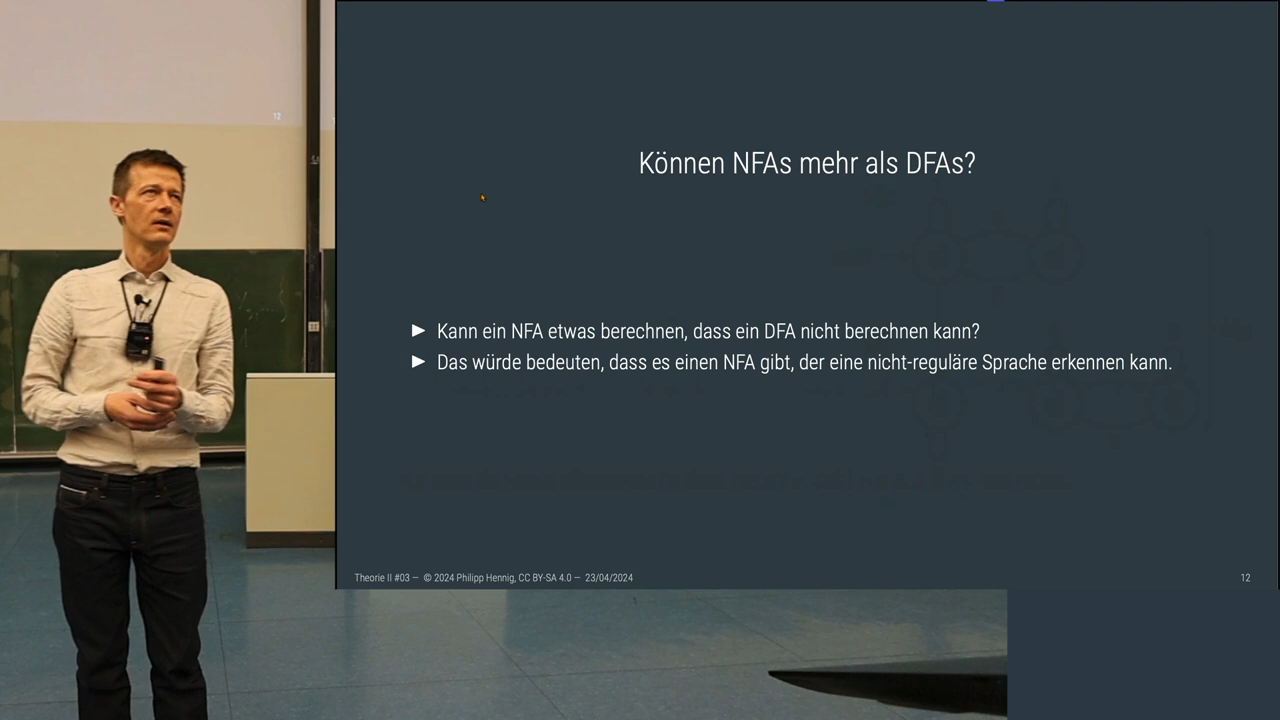 12
Können NFAs mehr als DFAs?
► Kann ein NFA etwas berechnen, dass ein DFA nicht berechnen kann?
► Das würde bedeuten, dass es einen NFA gibt, der eine nicht-reguläre Sprache erkennen kann.
Theorie II #03 — © 2024 Philipp Hennig, CC BY-SA 4.0 — 23/04/2024
12